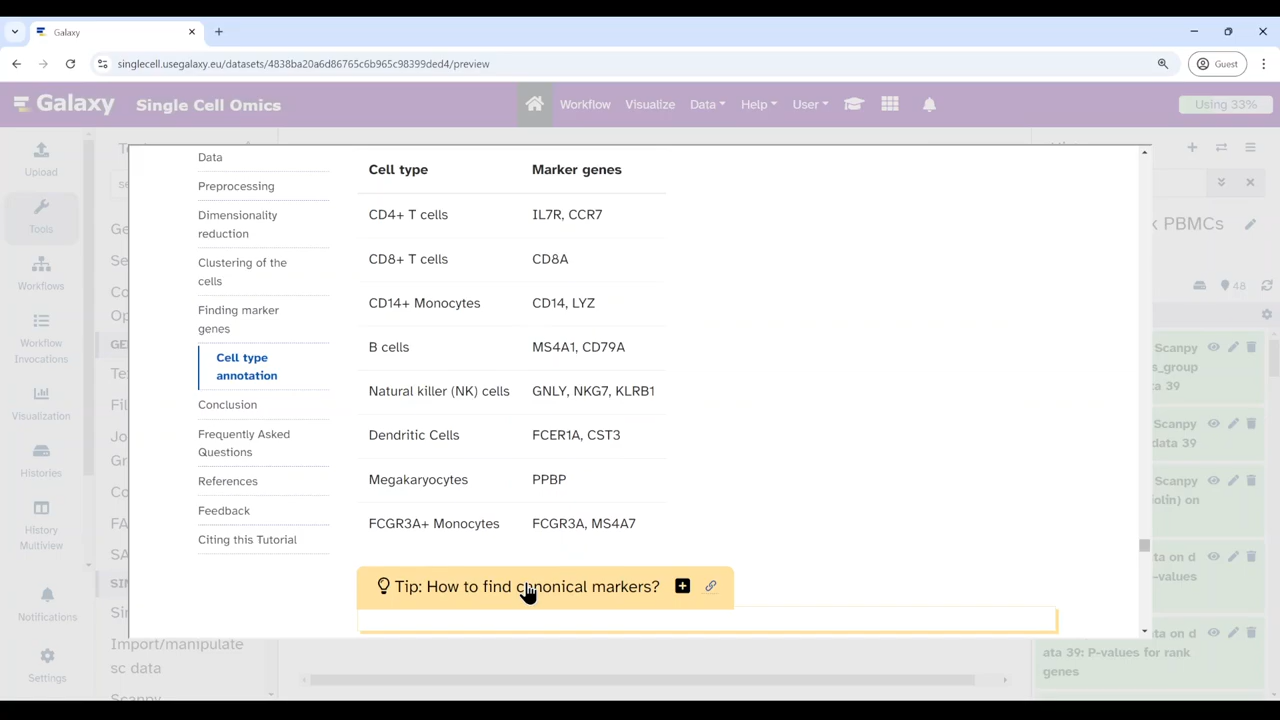 Galaxy
singlecell.usegalaxy.eu/datasets/4838ba20a6d86765c6b965c98399ded4/preview
Guest
Galaxy Single Cell Omics
Workflow
Visualize
Data
Help
User
Using 33%
Upload
Tools
Workflows
Workflow
Invocations
Visualization
Histories
History
Multiview
Notifications
Settings
Import/manipulate
sc data
Scanpy
Data
Preprocessing
Dimensionality
reduction
Clustering of the
cells
Finding marker
genes
Cell type
annotation
Conclusion
Frequently Asked
Questions
References
Feedback
Citing this Tutorial
Cell type Marker genes
CD4+ T cells IL7R, CCR7
CD8+ T cells CD8A
CD14+ Monocytes CD14, LYZ
B cells MS4A1, CD79A
Natural killer (NK) cells GNLY, NKG7, KLRB1
Dendritic Cells FCER1A, CST3
Megakaryocytes PPBP
FCGR3A+ Monocytes FCGR3A, MS4A7
Tip: How to find canonical markers?
PBMCs
48
Scanpy
s_group
ta 39
Scanpy
data 39
Scanpy
(violin) on
ta on d
-values
ta on d
ata 39: P-values for rank
genes